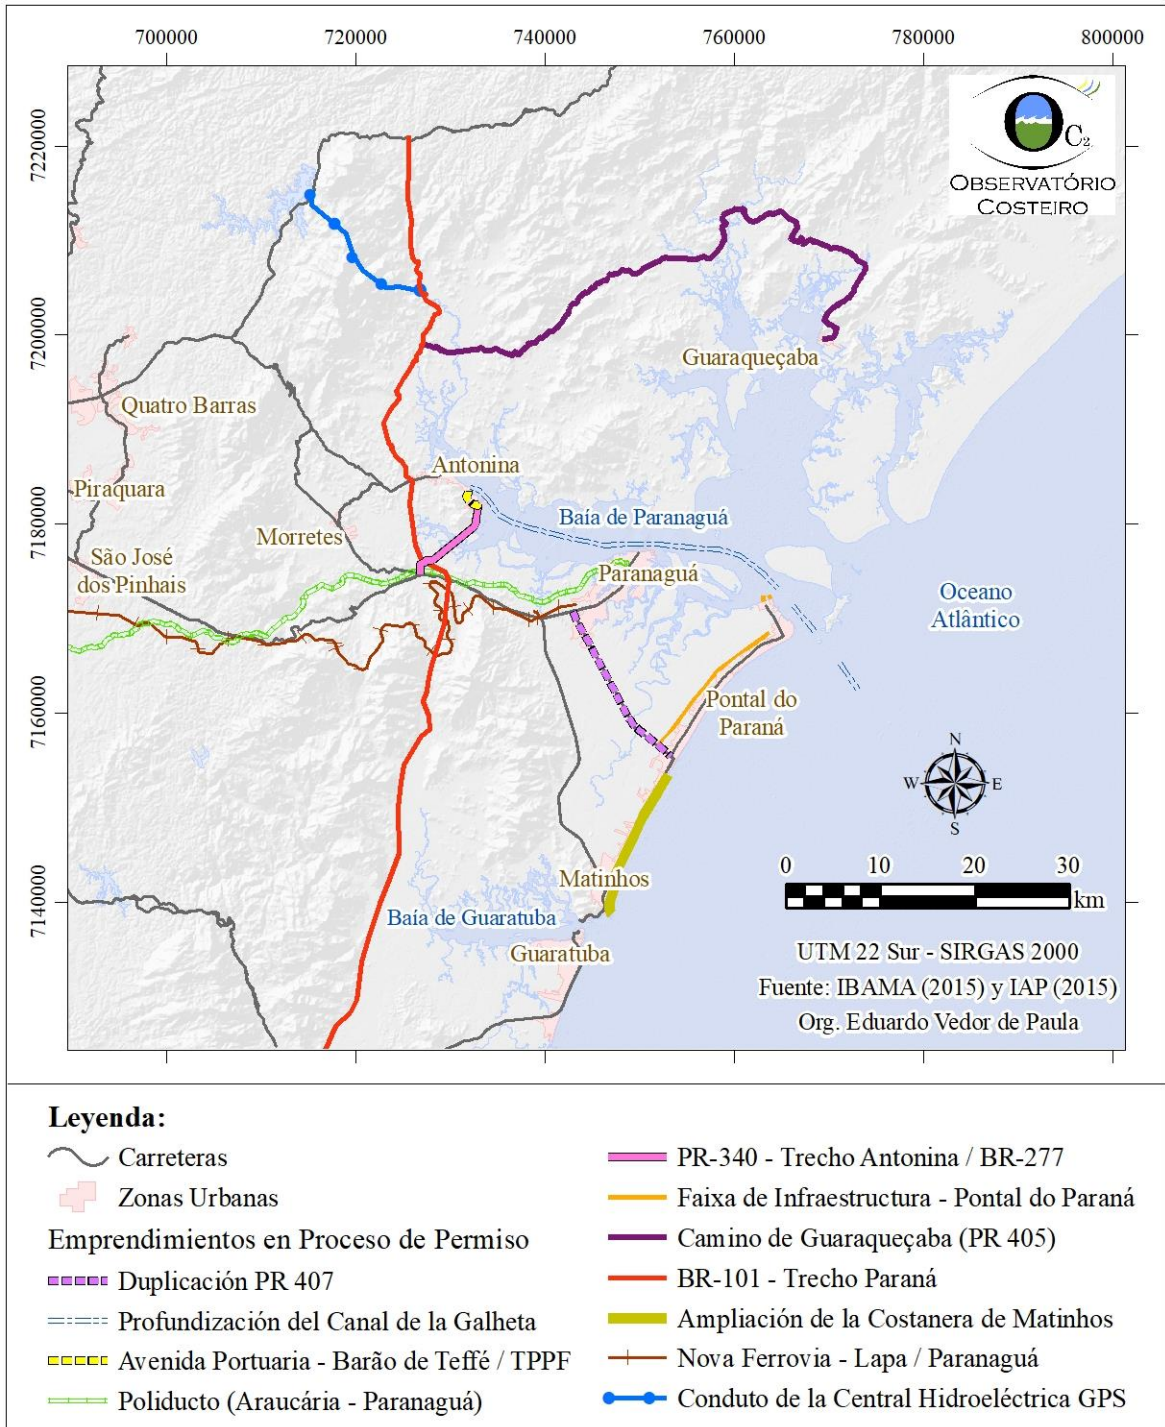 700000
720000
740000
760000
780000
800000
7220000
7200000
7180000
7160000
7140000
O C2
OBSERVATÓRIO
COSTEIRO
Guaraqueçaba
Quatro Barras
Antonina
Piraquara
Baía de Paranaguá
Morretes
São José
dos Pinhais
Paranaguá
Oceano
Atlântico
Pontal do
Paraná
N
W
E
S
Matinhos
Baía de Guaratuba
Guaratuba
0 10 20 30
km
UTM 22 Sur - SIRGAS 2000
Fuente: IBAMA (2015) y IAP (2015)
Org. Eduardo Vedor de Paula
Leyenda:
Carreteras
Zonas Urbanas
Emprendimientos en Proceso de Permiso
Duplicación PR 407
Profundización del Canal de la Galheta
Avenida Portuaria - Barão de Teffé / TPPF
Poliducto (Araucária - Paranaguá)
PR-340 - Trecho Antonina / BR-277
Faixa de Infraestructura - Pontal do Paraná
Camino de Guaraqueçaba (PR 405)
BR-101 - Trecho Paraná
Ampliación de la Costanera de Matinhos
Nova Ferrovia - Lapa / Paranaguá
Conduto de la Central Hidroeléctrica GPS